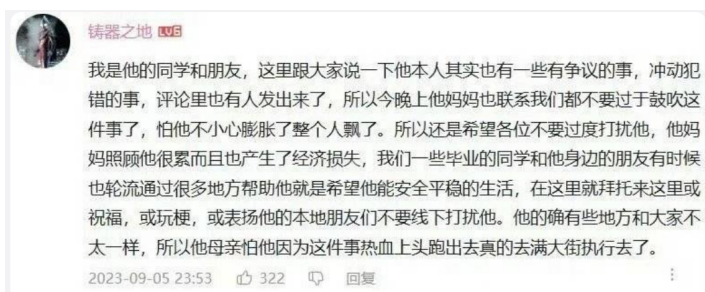 铸器之地 LV6
我是他的同学和朋友，这里跟大家说一下他本人其实也有一些有争议的事，冲动犯
错的事，评论里也有人发出来了，所以今晚上他妈妈也联系我们都不要过于鼓吹这
件事了，怕他不小心膨胀了整个人飘了。所以还是希望各位不要过度打扰他，他妈
妈照顾他很累而且也产生了经济损失，我们一些毕业的同学和他身边的朋友有时候
也轮流通过很多地方帮助他就是希望他能安全平稳的生活，在这里就拜托来这里或
祝福，或玩梗，或表扬他的本地朋友们不要线下打扰他。他的确有些地方和大家不
太一样，所以他母亲怕他因为这件事热血上头跑出去真的去满大街执行去了。
2023-09-05 23:53 322 回复